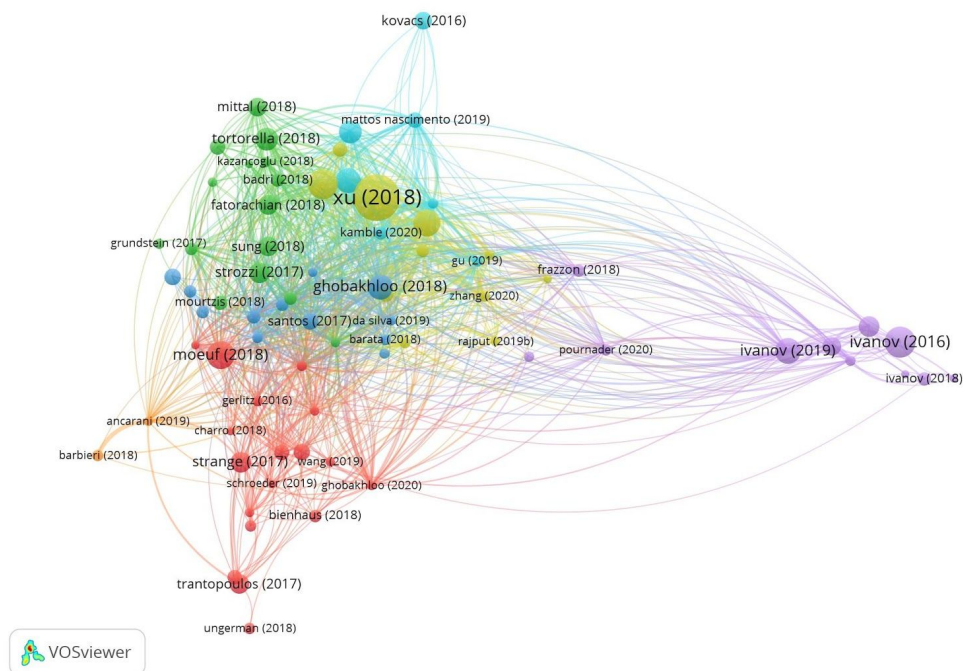 kovacs (2016)
mittal (2018)
mattos nascimento (2019)
tortorella (2018)
kazancoglu (2018)
badri (2018)
xu (2018)
fatorachian (2018)
kamble (2020)
grundstein (2017)
sung (2018)
gu (2019)
strozzi (2017)
frazzon (2018)
ghobakhloo (2018)
zhang (2020)
mourtzis (2018)
santos (2017)
da silva (2019)
barata (2018)
rajput (2019b)
ivanov (2016)
moeuf (2018)
pournader (2020)
ivanov (2019)
ivanov (2018)
gerlitz (2016)
ancarani (2019)
charro (2018)
barbieri (2018)
strange (2017)
wang (2019)
schroeder (2019)
ghobakhloo (2020)
bienhaus (2018)
trantopoulos (2017)
ungerman (2018)
VOSviewer